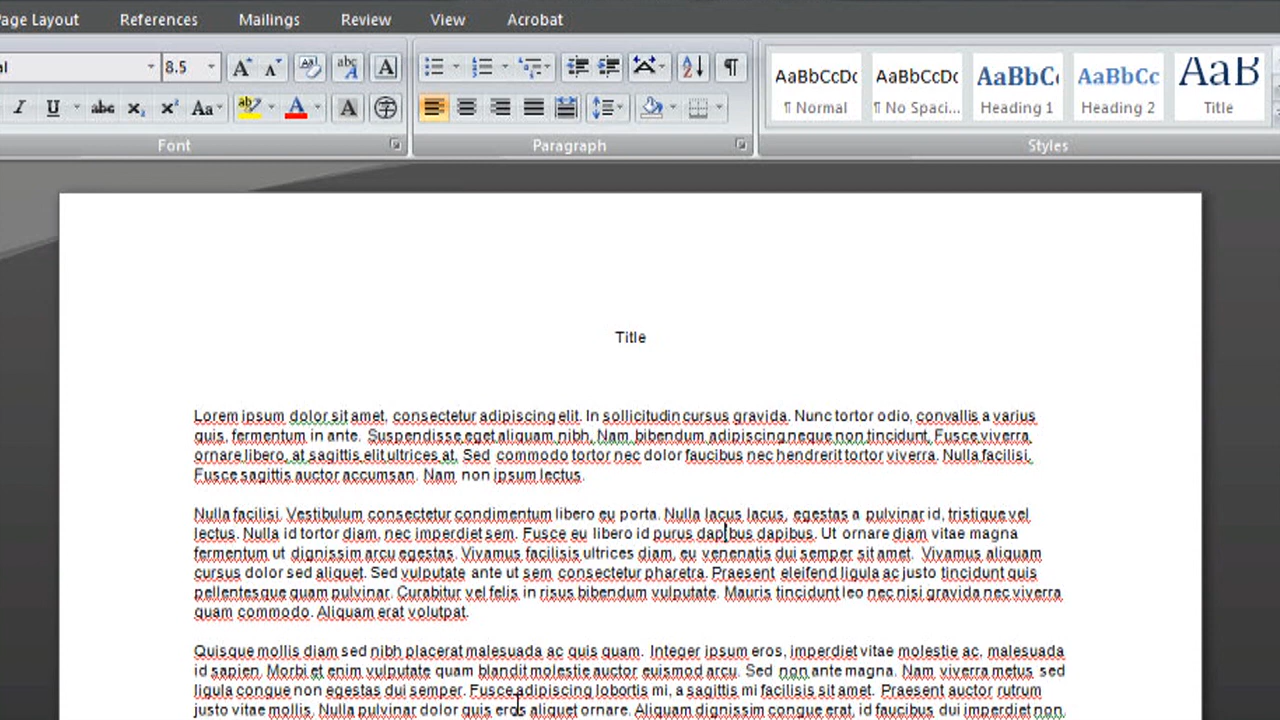 age Layout References Mailings Review View Acrobat
8.5
AaBbCcDc AaBbCcDc AaBbC AaBbCc AaB
¶ Normal ¶ No Spaci... Heading 1 Heading 2 Title
Font Paragraph Styles
Title
Lorem ipsum dolor sit amet, consectetur adipiscing elit. In sollicitudin cursus gravida. Nunc tortor odio, convallis a varius
quis, fermentum in ante. Suspendisse eget aliquam nibh. Nam bibendum adipiscing neque non tincidunt. Fusce viverra
ornare libero, at sagittis elit ultrices at. Sed commodo tortor nec dolor faucibus nec hendrerit tortor viverra. Nulla facilisi.
Fusce sagittis auctor accumsan. Nam non ipsum lectus.
Nulla facilisi. Vestibulum consectetur condimentum libero eu porta. Nulla lacus lacus, egestas a pulvinar id, tristique vel
lectus. Nulla id tortor diam, nec imperdiet sem. Fusce eu libero id purus dapibus dapibus. Ut ornare diam vitae magna
fermentum ut dignissim arcu egestas. Vivamus facilisis ultrices diam, eu venenatis dui semper sit amet. Vivamus aliquam
cursus dolor sed aliquet. Sed vulputate ante ut sem consectetur pharetra. Praesent eleifend ligula ac justo tincidunt quis
pellentesque quam pulvinar. Curabitur vel felis in risus bibendum vulputate. Mauris tincidunt leo nec nisi gravida nec viverra
quam commodo. Aliquam erat volutpat.
Quisque mollis diam sed nibh placerat malesuada ac quis quam. Integer ipsum eros, imperdiet vitae molestie ac, malesuada
id sapien. Morbi et enim vulputate quam blandit molestie auctor euismod arcu. Sed non ante magna. Nam viverra metus sed
ligula congue non egestas dui semper. Fusce adipiscing lobortis mi, a sagittis mi facilisis sit amet. Praesent auctor rutrum
justo vitae mollis. Nulla pulvinar dolor quis eros aliquet ornare. Aliquam dignissim congue erat, id faucibus dui imperdiet non.